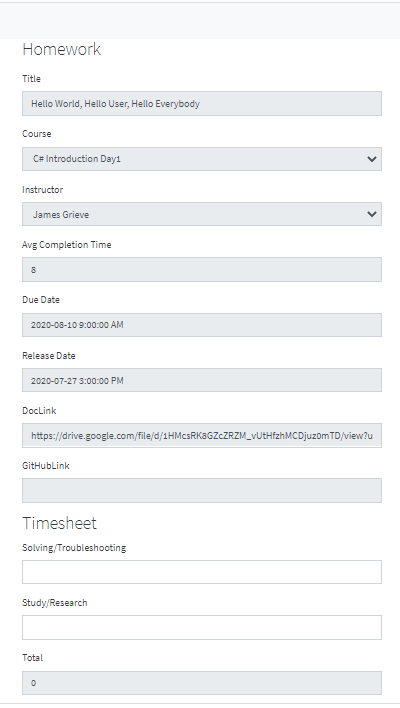 Homework
Title
Hello World, Hello User, Hello Everybody
Course
C# Introduction Day1
Instructor
James Grieve
Avg Completion Time
8
Due Date
2020-08-10 9:00:00 AM
Release Date
2020-07-27 3:00:00 PM
DocLink
https://drive.google.com/file/d/1HMcsRK8GZcZRZM_vUtHfzhMCDjuz0mTD/view?u
GitHubLink
Timesheet
Solving/Troubleshooting
Study/Research
Total
0